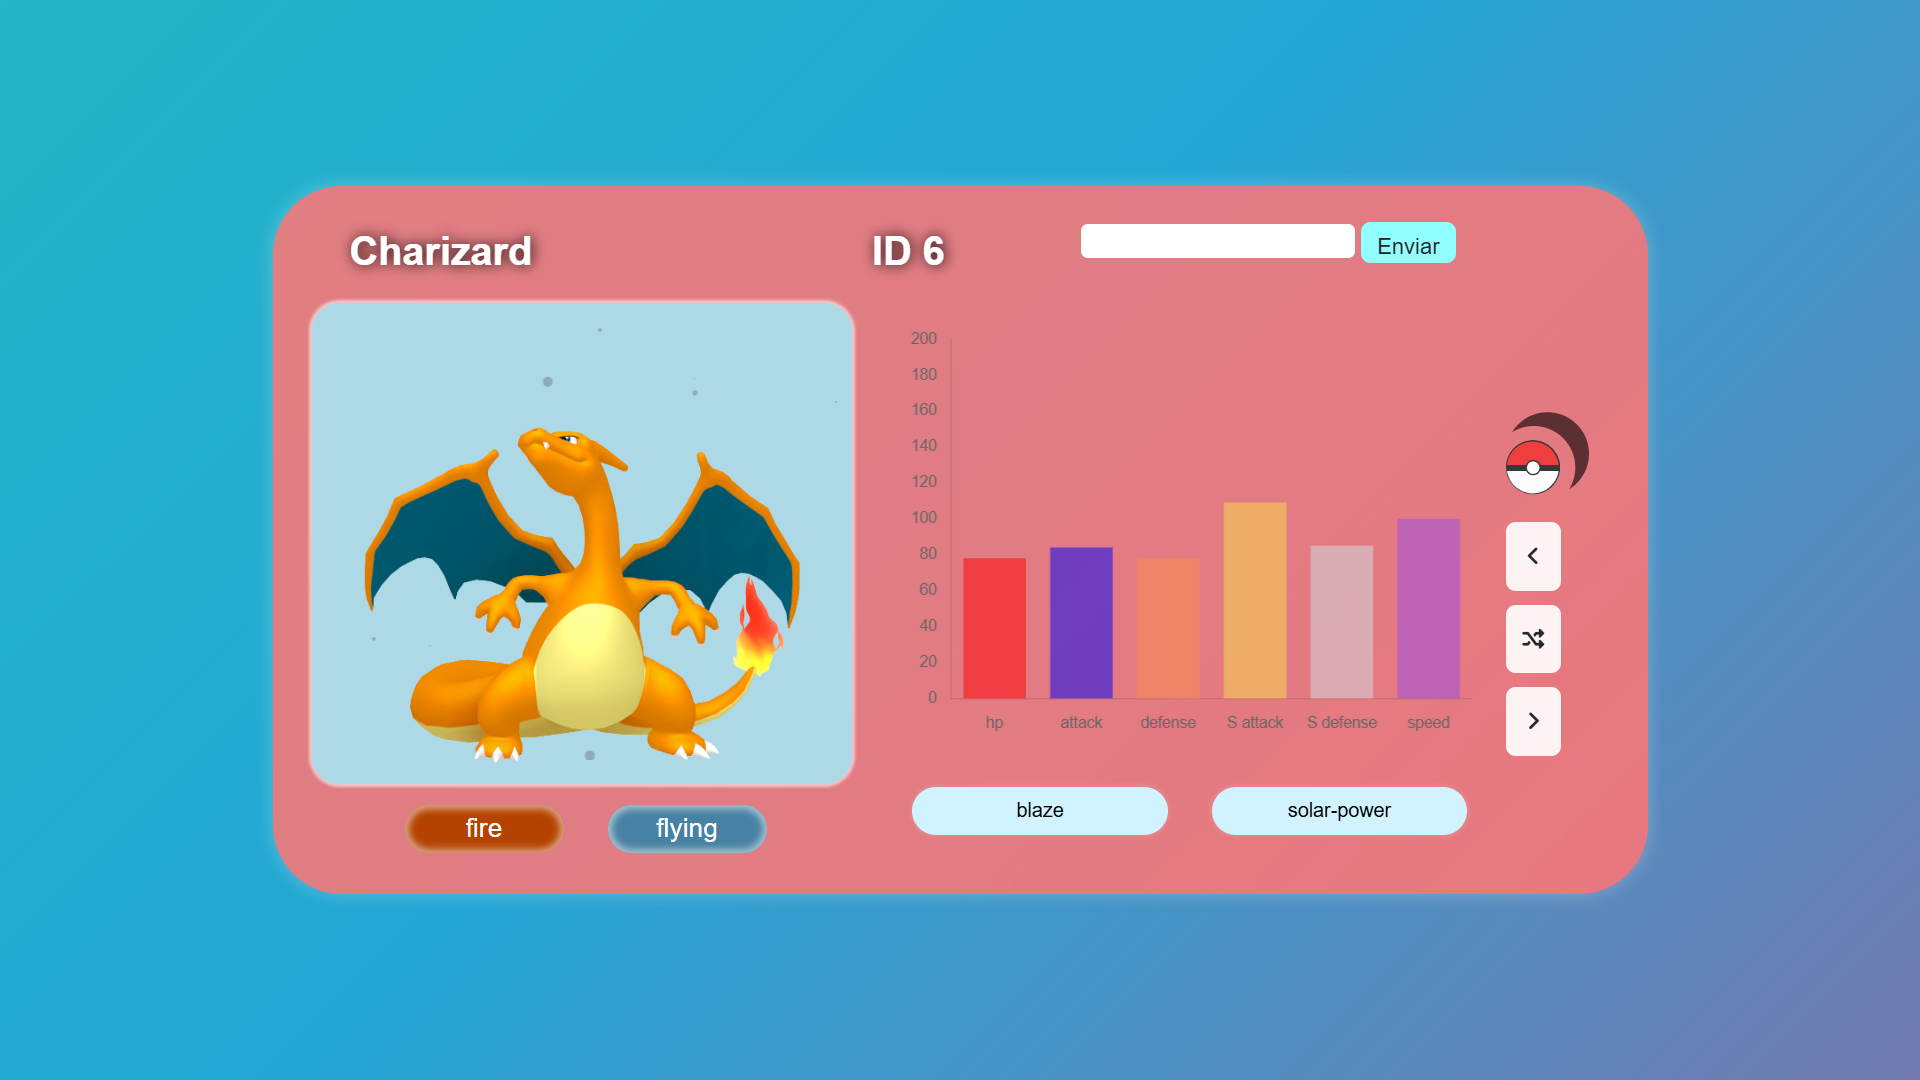 Charizard
ID 6
Enviar
200
180
160
140
120
100
80
60
40
20
0
hp attack defense S attack S defense speed
fire
flying
blaze
solar-power